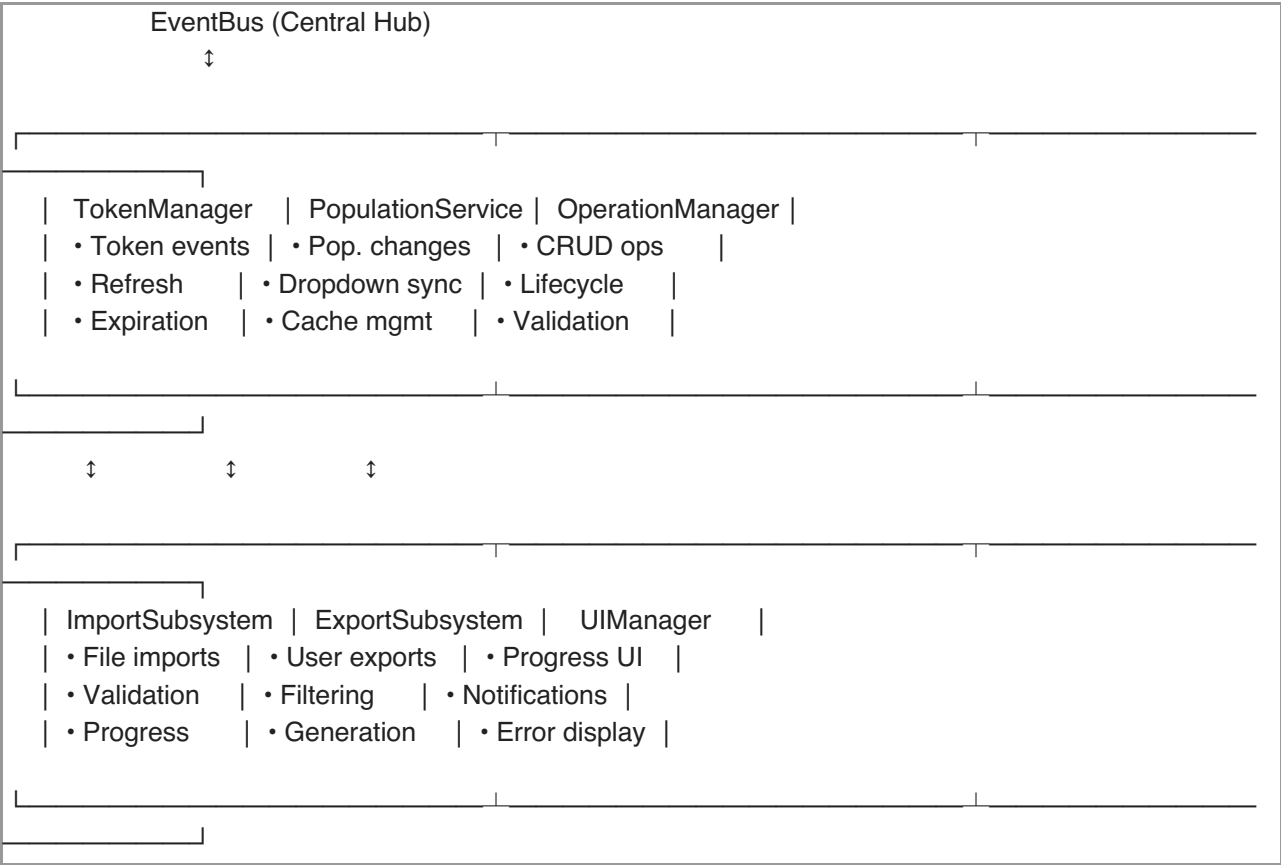 EventBus (Central Hub)
↕
┌─────────────────┬─────────────────┬──────────
───────┐
│ TokenManager │ PopulationService │ OperationManager │
│ • Token events │ • Pop. changes │ • CRUD ops │
│ • Refresh │ • Dropdown sync │ • Lifecycle │
│ • Expiration │ • Cache mgmt │ • Validation │
└─────────────────┴─────────────────┴──────────
───────┘
↕ ↕ ↕
┌─────────────────┬─────────────────┬──────────
───────┐
│ ImportSubsystem │ ExportSubsystem │ UIManager │
│ • File imports │ • User exports │ • Progress UI │
│ • Validation │ • Filtering │ • Notifications │
│ • Progress │ • Generation │ • Error display │
└─────────────────┴─────────────────┴──────────
───────┘